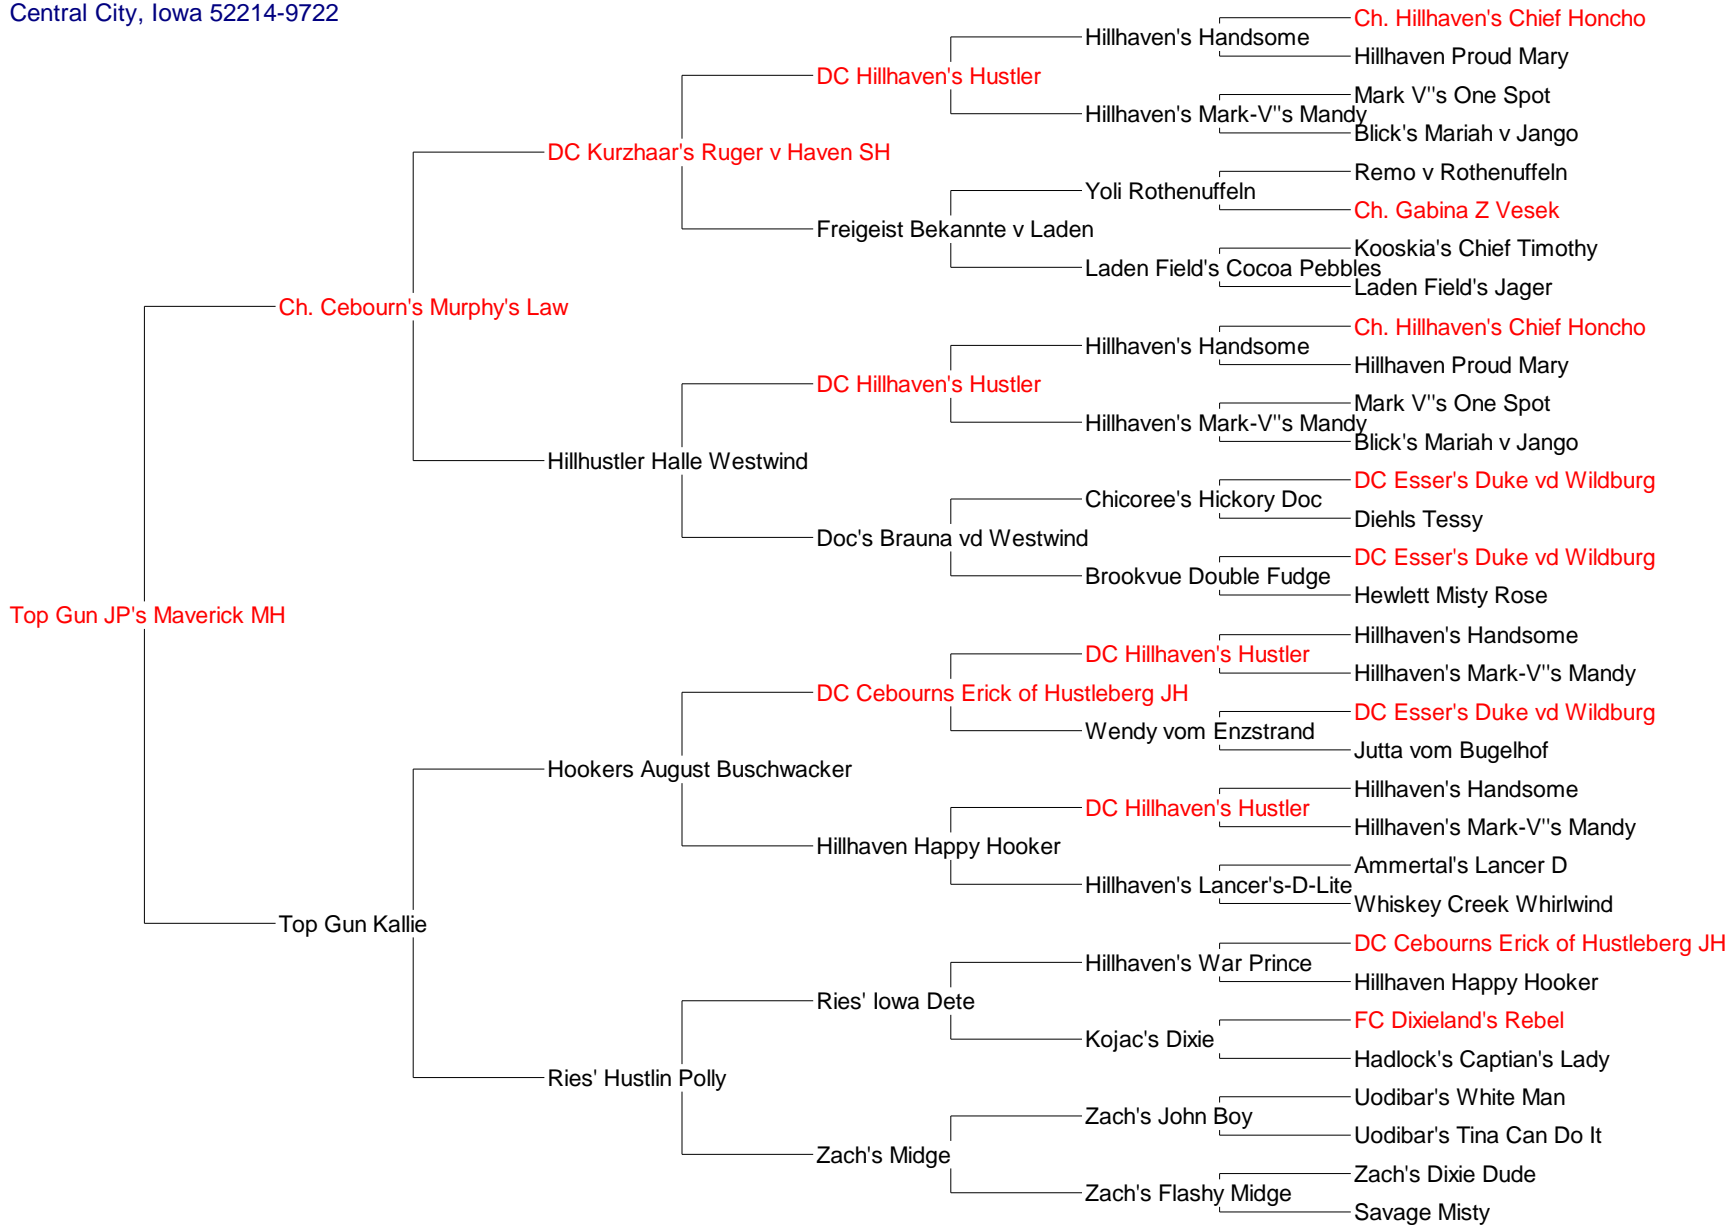 Central City, Iowa 52214-9722
Ch. Hillhaven's Chief Honcho
Hillhaven's Handsome
Hillhaven Proud Mary
DC Hillhaven's Hustler
Mark V"s One Spot
Hillhaven's Mark-V"s Mandy
Blick's Mariah v Jango
DC Kurzhaar's Ruger v Haven SH
Remo v Rothenuffeln
Yoli Rothenuffeln
Ch. Gabina Z Vesek
Freigeist Bekannte v Laden
Kooskia's Chief Timothy
Laden Field's Cocoa Pebbles
Laden Field's Jager
Ch. Cebourn's Murphy's Law
Ch. Hillhaven's Chief Honcho
Hillhaven's Handsome
Hillhaven Proud Mary
DC Hillhaven's Hustler
Mark V"s One Spot
Hillhaven's Mark-V"s Mandy
Blick's Mariah v Jango
Hillhustler Halle Westwind
DC Esser's Duke vd Wildburg
Chicoree's Hickory Doc
Diehls Tessy
Doc's Brauna vd Westwind
DC Esser's Duke vd Wildburg
Brookvue Double Fudge
Hewlett Misty Rose
Top Gun JP's Maverick MH
Hillhaven's Handsome
DC Hillhaven's Hustler
Hillhaven's Mark-V"s Mandy
DC Cebourns Erick of Hustleberg JH
DC Esser's Duke vd Wildburg
Wendy vom Enzstrand
Jutta vom Bugelhof
Hookers August Buschwacker
Hillhaven's Handsome
DC Hillhaven's Hustler
Hillhaven's Mark-V"s Mandy
Hillhaven Happy Hooker
Ammertal's Lancer D
Hillhaven's Lancer's-D-Lite
Whiskey Creek Whirlwind
Top Gun Kallie
DC Cebourns Erick of Hustleberg JH
Hillhaven's War Prince
Hillhaven Happy Hooker
Ries' Iowa Dete
FC Dixieland's Rebel
Kojac's Dixie
Hadlock's Captian's Lady
Ries' Hustlin Polly
Uodibar's White Man
Zach's John Boy
Uodibar's Tina Can Do It
Zach's Midge
Zach's Dixie Dude
Zach's Flashy Midge
Savage Misty